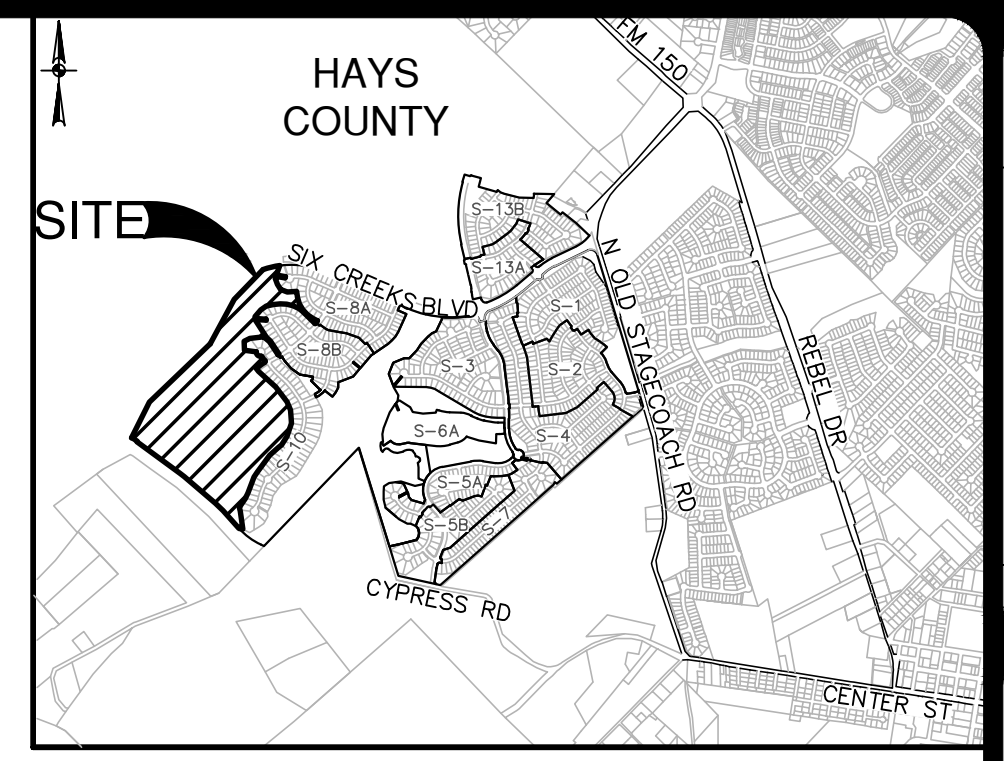 FM 150
HAYS
COUNTY
SITE
S-13B
S-13A
N OLD STAGECOACH RD
SIX CREEKS BLVD
S-8A
S-1
S-8B
S-3
S-2
REBEL DR
S-6A
S-4
S-10
S-5A
S-5B
S-7
CYPRESS RD
CENTER ST